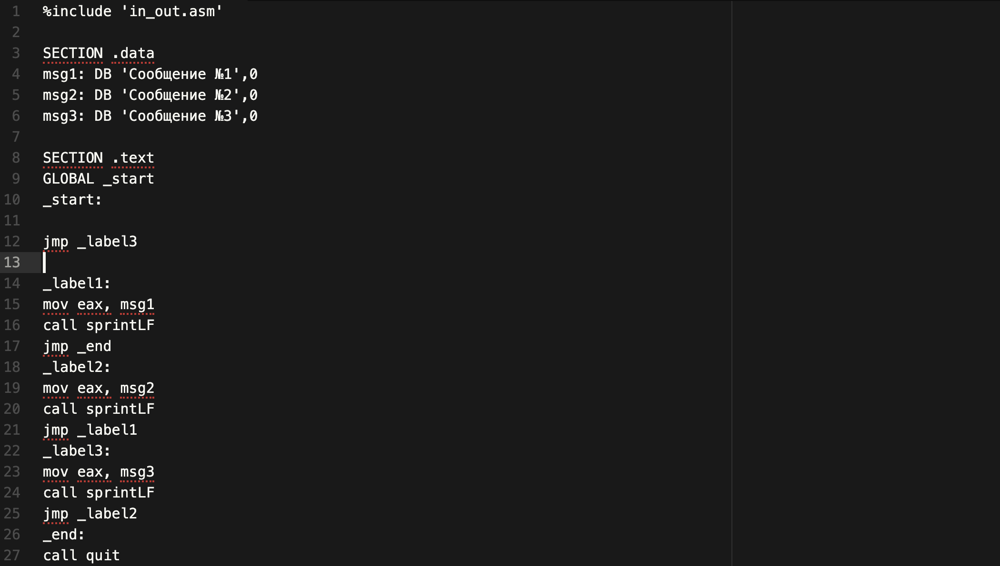 1 %include 'in_out.asm'
2
3 SECTION .data
4 msg1: DB 'Сообщение №1',0
5 msg2: DB 'Сообщение №2',0
6 msg3: DB 'Сообщение №3',0
7
8 SECTION .text
9 GLOBAL _start
10 _start:
11
12 jmp _label3
13
14 _label1:
15 mov eax, msg1
16 call sprintLF
17 jmp _end
18 _label2:
19 mov eax, msg2
20 call sprintLF
21 jmp _label1
22 _label3:
23 mov eax, msg3
24 call sprintLF
25 jmp _label2
26 _end:
27 call quit